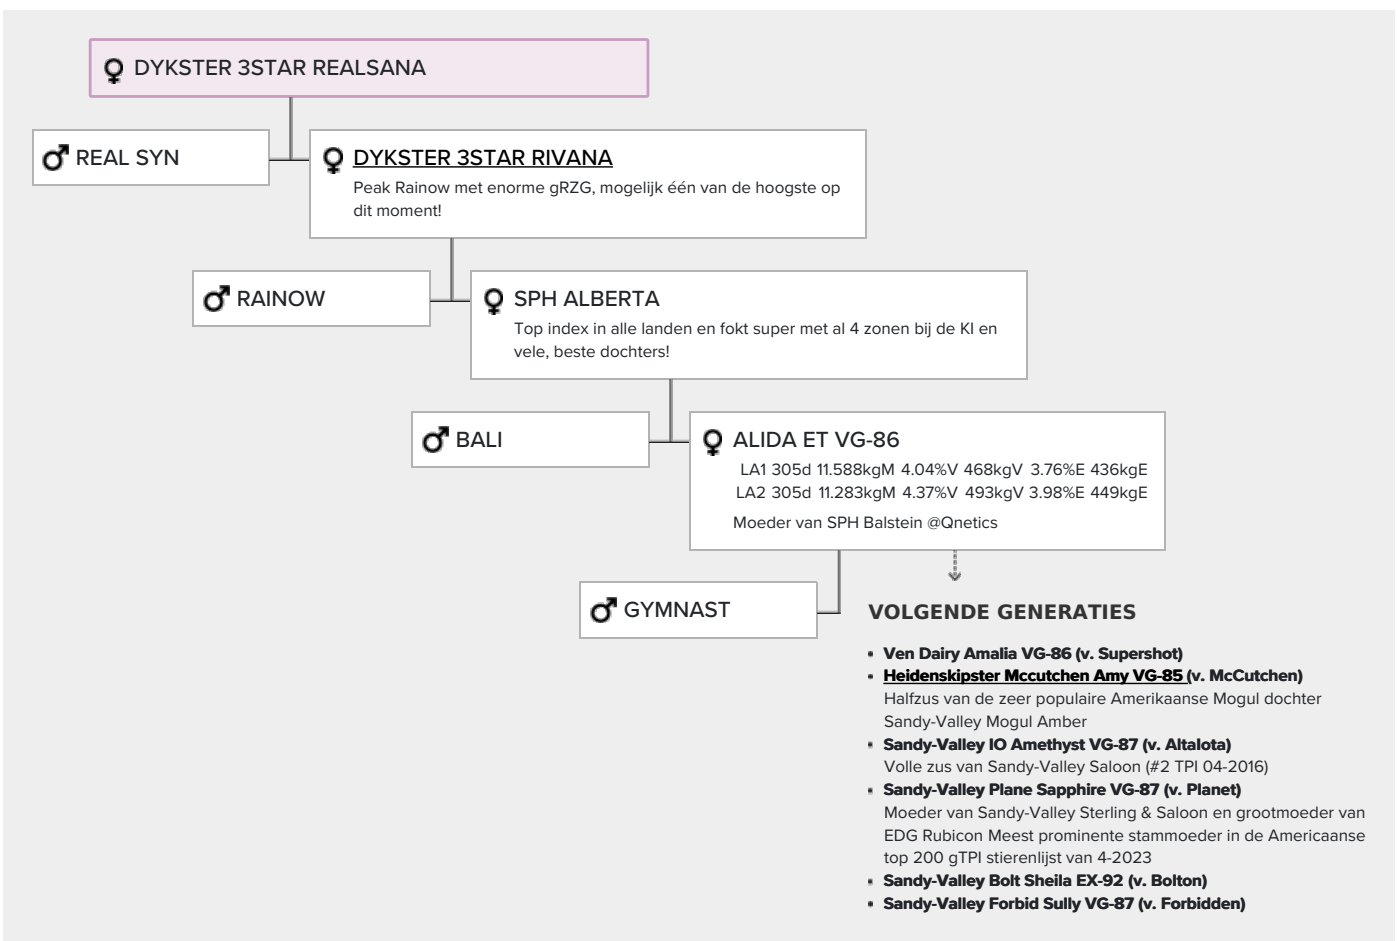 DYKSTER 3STAR REALSANA
REAL SYN
DYKSTER 3STAR RIVANA
Peak Rainow met enorme gRZG, mogelijk één van de hoogste op
dit moment!
RAINOW
SPH ALBERTA
Top index in alle landen en fokt super met al 4 zonen bij de KI en
vele, beste dochters!
BALI
ALIDA ET VG-86
LA1 305d 11.588kgM 4.04%V 468kgV 3.76%E 436kgE
LA2 305d 11.283kgM 4.37%V 493kgV 3.98%E 449kgE
Moeder van SPH Balstein @Qnetics
GYMNAST
VOLGENDE GENERATIES
• Ven Dairy Amalia VG-86 (v. Supershot)
• Heidenskipster Mccutchen Amy VG-85 (v. McCutchen)
Halfzus van de zeer populaire Amerikaanse Mogul dochter
Sandy-Valley Mogul Amber
• Sandy-Valley IO Amethyst VG-87 (v. Altalota)
Volle zus van Sandy-Valley Saloon (#2 TPI 04-2016)
• Sandy-Valley Plane Sapphire VG-87 (v. Planet)
Moeder van Sandy-Valley Sterling & Saloon en grootmoeder van
EDG Rubicon Meest prominente stammoeder in de Americaanse
top 200 gTPI stierenlijst van 4-2023
• Sandy-Valley Bolt Sheila EX-92 (v. Bolton)
• Sandy-Valley Forbid Sully VG-87 (v. Forbidden)